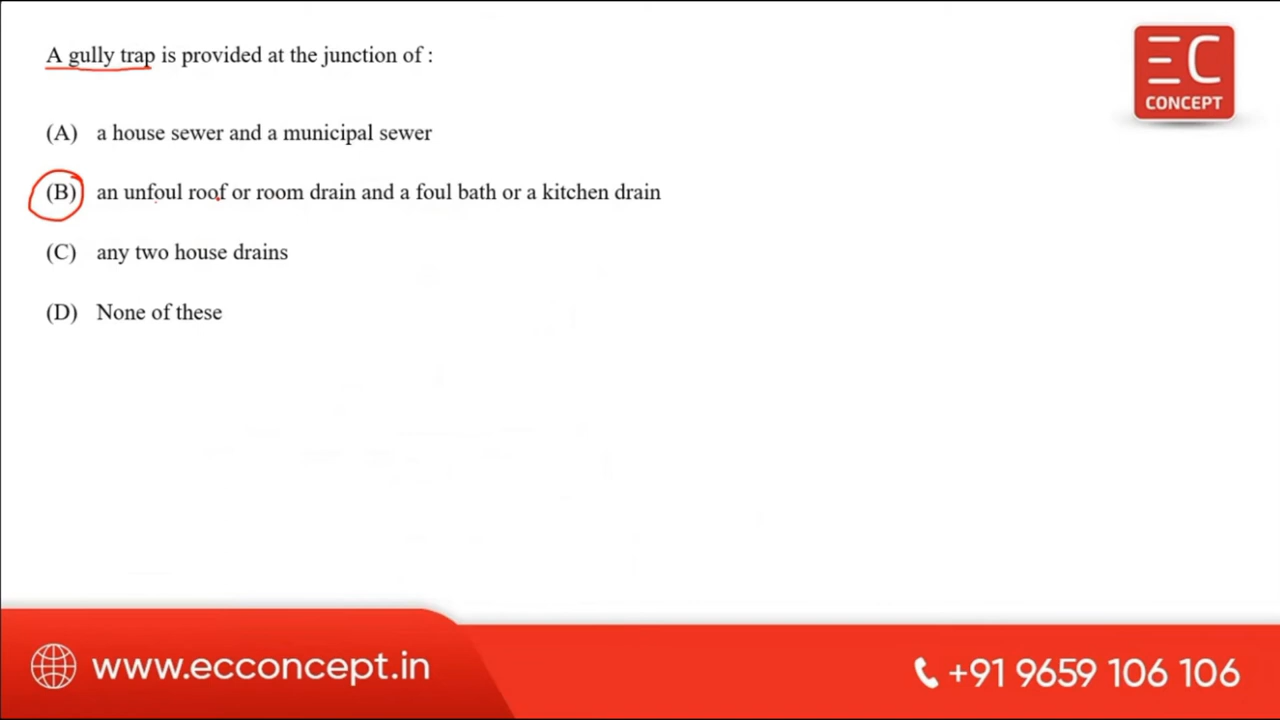 A gully trap is provided at the junction of :
EC
CONCEPT
(A) a house sewer and a municipal sewer
(B) an unfoul roof or room drain and a foul bath or a kitchen drain
(C) any two house drains
(D) None of these
www.ecconcept.in
+91 9659 106 106